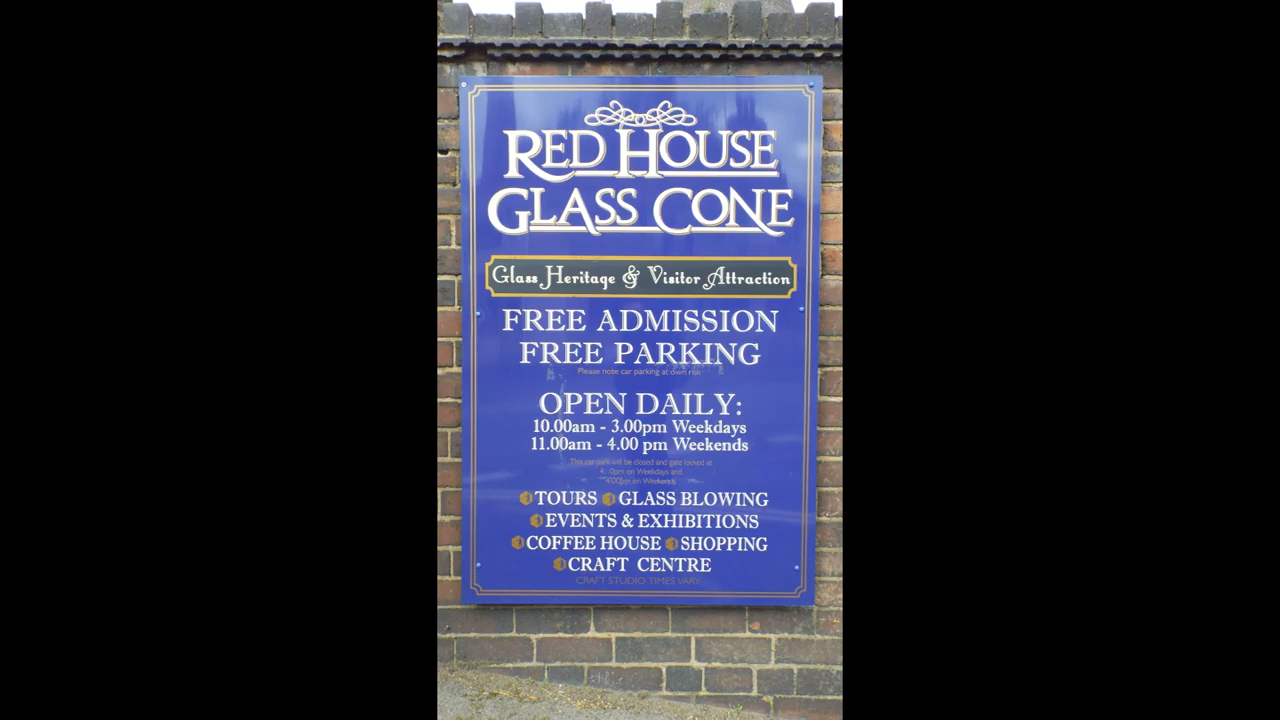 RED HOUSE
GLASS CONE
Glass Heritage & Visitor Attraction
FREE ADMISSION
FREE PARKING
Please note car parking at own risk
OPEN DAILY:
10.00am - 3.00pm Weekdays
11.00am - 4.00 pm Weekends
This car park will be closed and gate locked at
on Weekdays and
4.00pm on Weekends
TOURS GLASS BLOWING
EVENTS & EXHIBITIONS
COFFEE HOUSE SHOPPING
CRAFT CENTRE
CRAFT STUDIO TIMES VARY